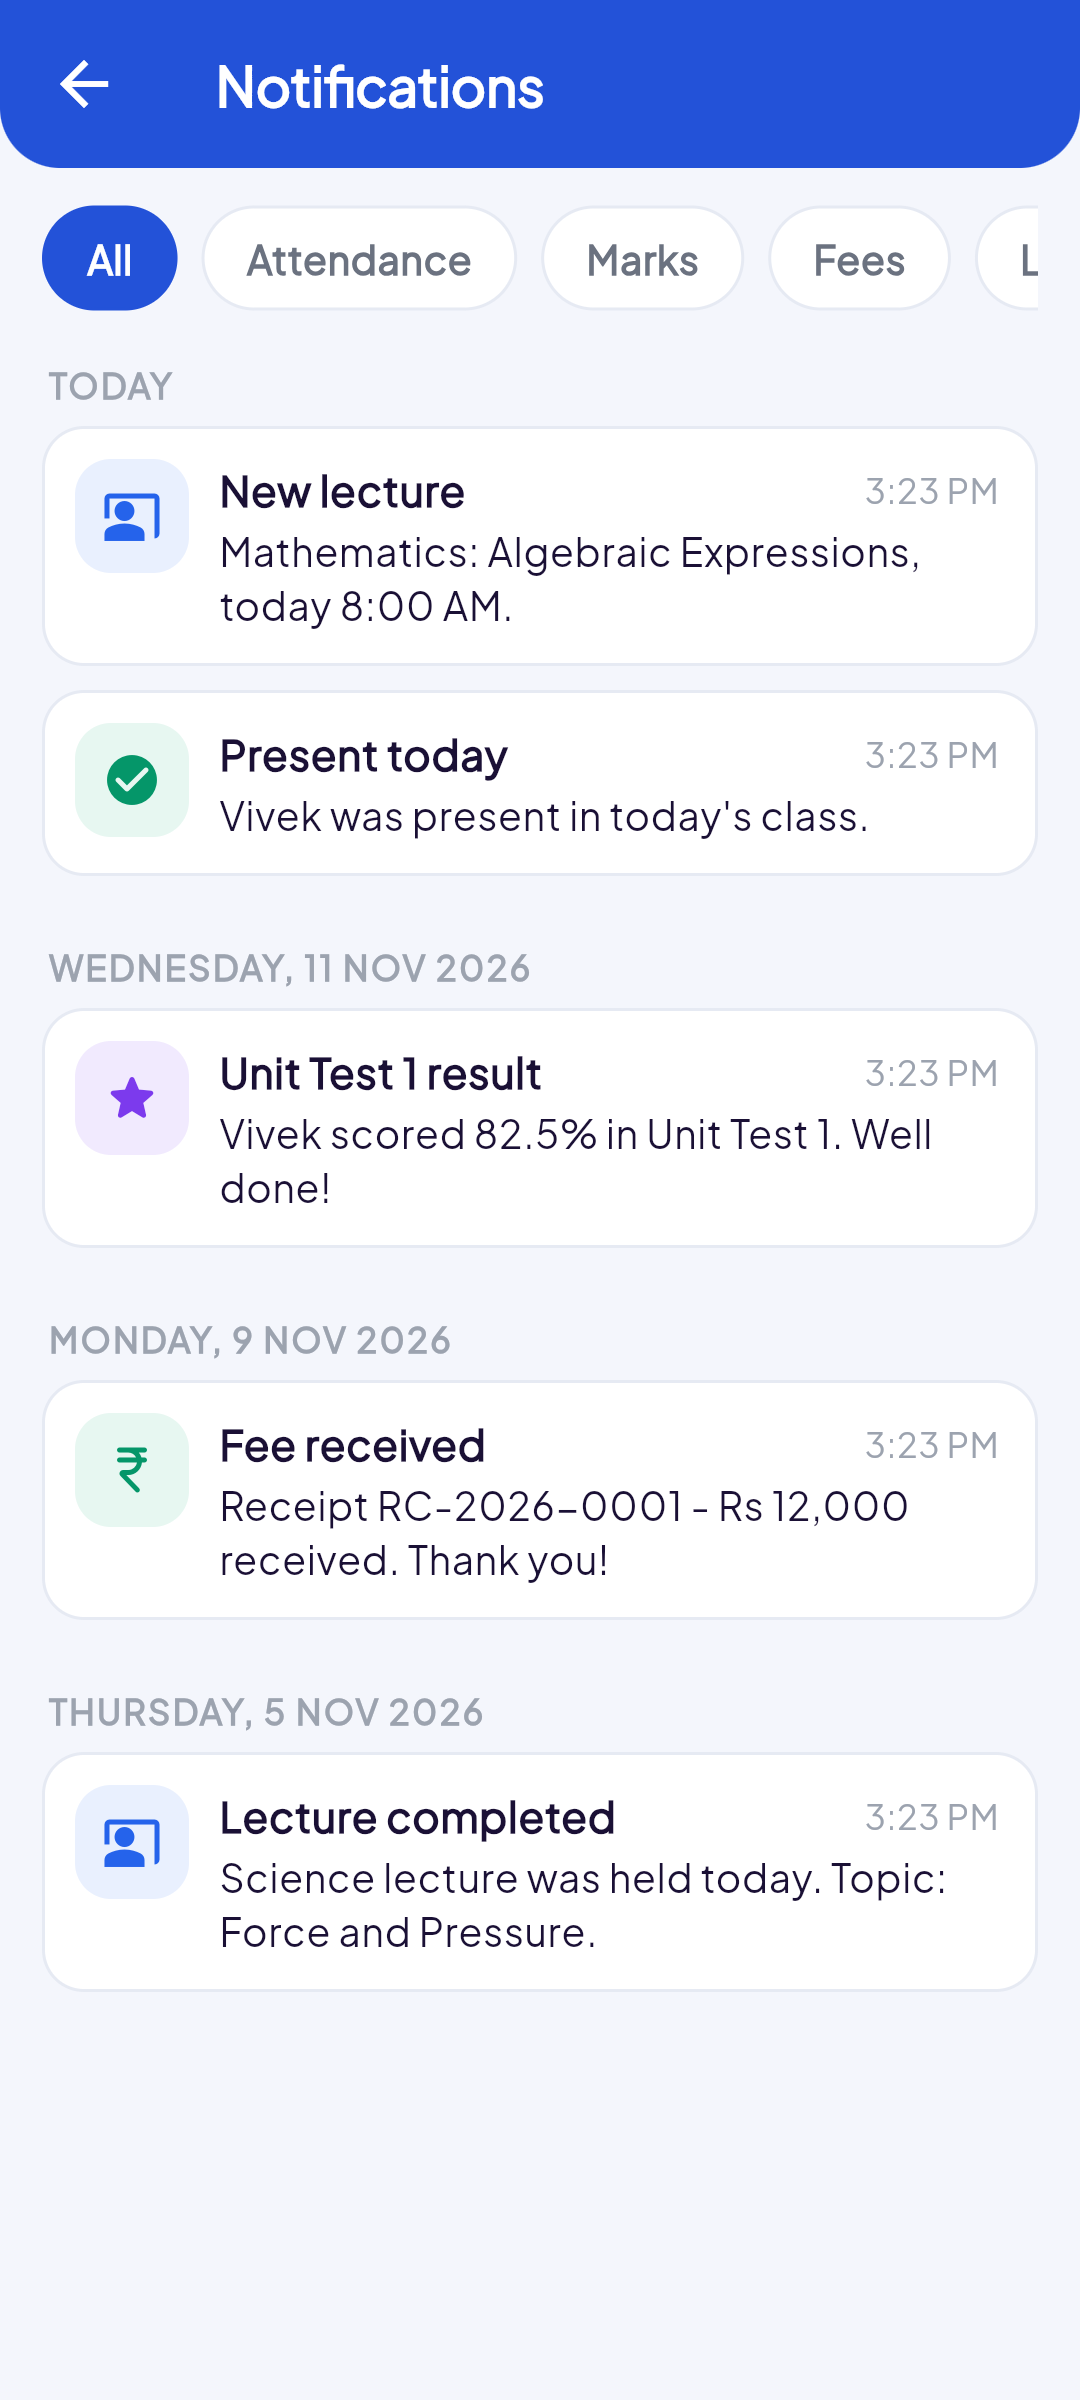 Notifications
All
Attendance
Marks
Fees
L
TODAY
New lecture
3:23 PM
Mathematics: Algebraic Expressions,
today 8:00 AM.
Present today
3:23 PM
Vivek was present in today's class.
WEDNESDAY, 11 NOV 2026
Unit Test 1 result
3:23 PM
Vivek scored 82.5% in Unit Test 1. Well
done!
MONDAY, 9 NOV 2026
Fee received
3:23 PM
Receipt RC-2026-0001 - Rs 12,000
received. Thank you!
THURSDAY, 5 NOV 2026
Lecture completed
3:23 PM
Science lecture was held today. Topic:
Force and Pressure.